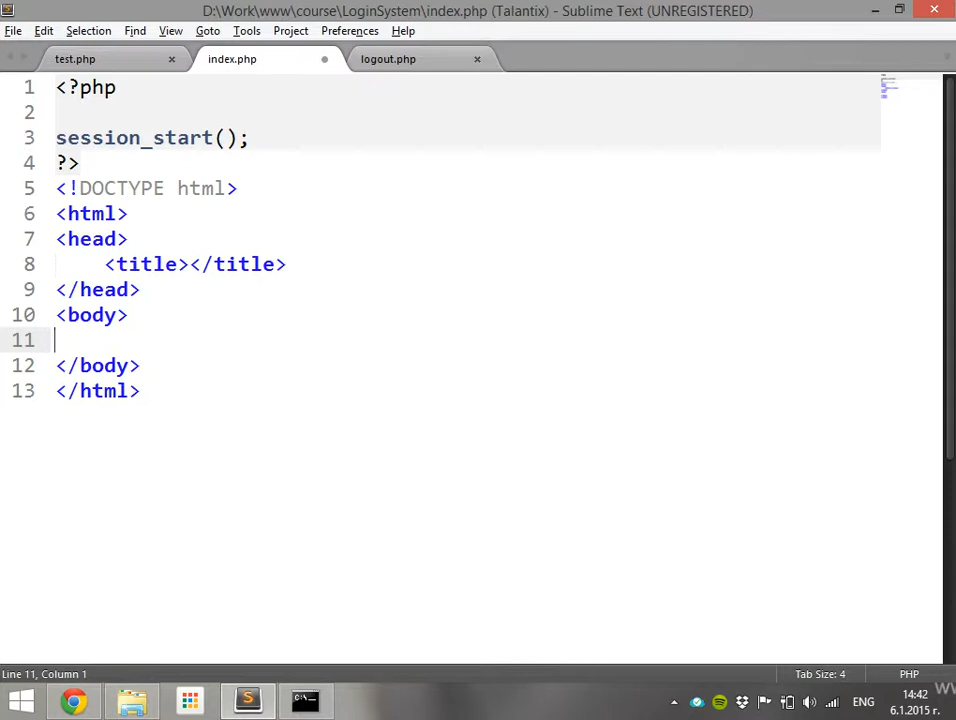 D:\Work\www\course\LoginSystem\index.php (Talantix) - Sublime Text (UNREGISTERED)
File Edit Selection Find View Goto Tools Project Preferences Help
test.php × index.php logout.php ×
1 <?php
2
3 session_start();
4 ?>
5 <!DOCTYPE html>
6 <html>
7 <head>
8 <title></title>
9 </head>
10 <body>
11
12 </body>
13 </html>
Line 11, Column 1 Tab Size: 4 PHP
ENG 14:42
6.1.2015 г.